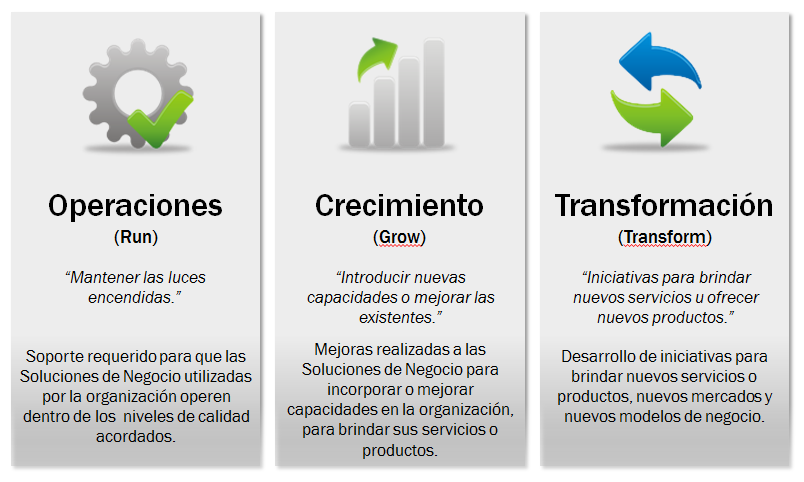 Operaciones
(Run)
“Mantener las luces
encendidas.”
Soporte requerido para que las
Soluciones de Negocio utilizadas
por la organización operen
dentro de los niveles de calidad
acordados.
Crecimiento
(Grow)
“Introducir nuevas
capacidades o mejorar las
existentes.”
Mejoras realizadas a las
Soluciones de Negocio para
incorporar o mejorar
capacidades en la organización,
para brindar sus servicios o
productos.
Transformación
(Transform)
“Iniciativas para brindar
nuevos servicios u ofrecer
nuevos productos.”
Desarrollo de iniciativas para
brindar nuevos servicios o
productos, nuevos mercados y
nuevos modelos de negocio.